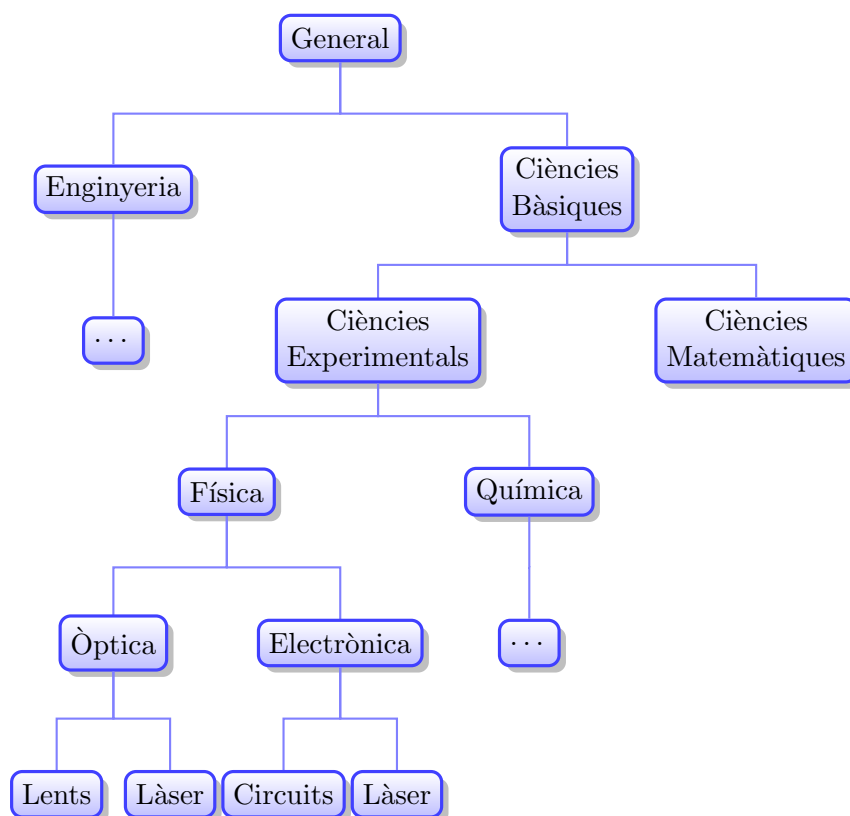 General
Enginyeria
Ciències
Bàsiques
...
Ciències
Experimentals
Ciències
Matemàtiques
Física
Química
Òptica
Electrònica
...
Lents
Làser
Circuits
Làser